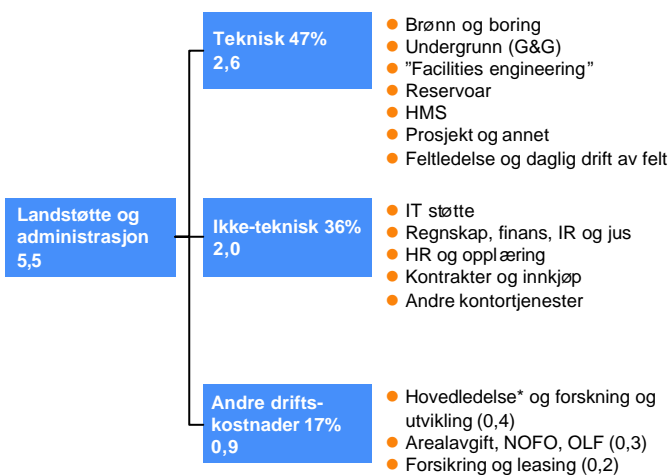 Landstøtte og
administrasjon
5,5
Teknisk 47%
2,6
Brønn og boring
Undergrunn (G&G)
”Facilities engineering”
Reservoar
HMS
Prosjekt og annet
Feltledelse og daglig drift av felt
Ikke-teknisk 36%
2,0
IT støtte
Regnskap, finans, IR og jus
HR og opplæring
Kontrakter og innkjøp
Andre kontortjenester
Andre drifts-
kostnader 17%
0,9
Hovedledelse* og forskning og
utvikling (0,4)
Arealavgift, NOFO, OLF (0,3)
Forsikring og leasing (0,2)